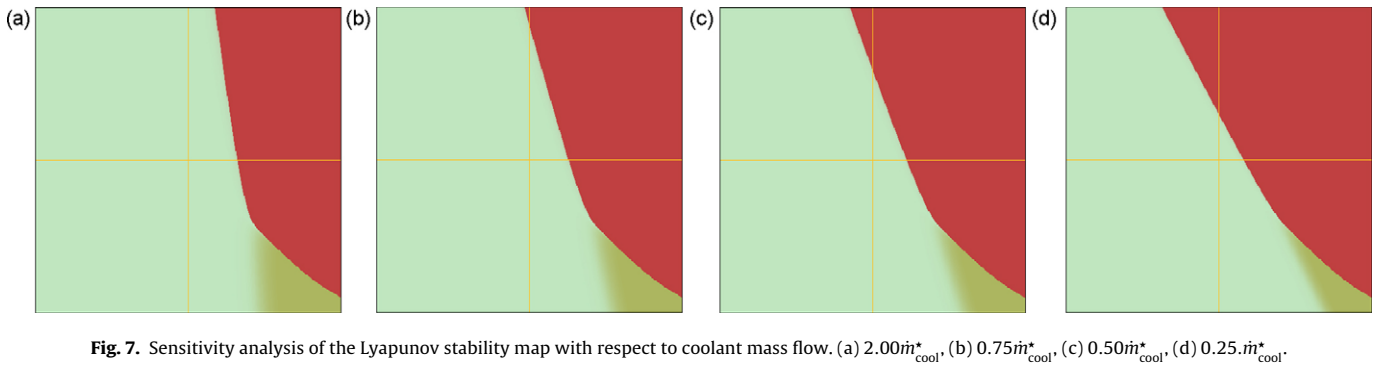 (a) (b) (c) (d)
Fig. 7. Sensitivity analysis of the Lyapunov stability map with respect to coolant mass flow. (a) 2.00ṁ⋆cool, (b) 0.75ṁ⋆cool, (c) 0.50ṁ⋆cool, (d) 0.25.ṁ⋆cool.